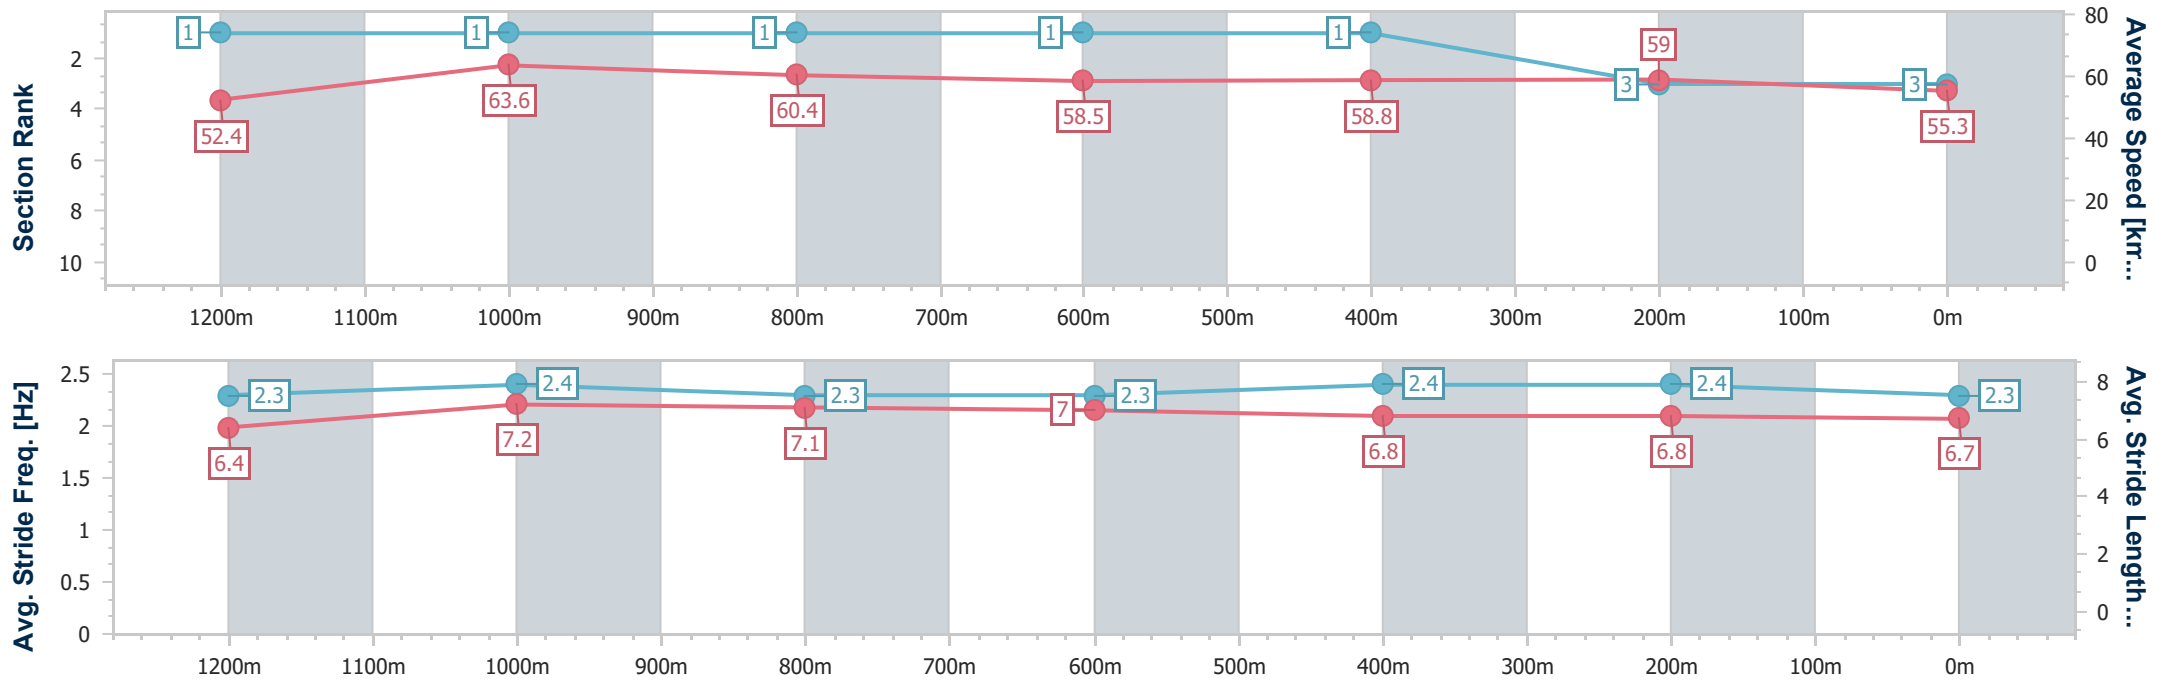 Section Rank
2
4
6
8
10
1
1
1
1
1
3
3
52.4
63.6
60.4
58.5
58.8
59
55.3
80
60
40
20
0
Average Speed [km...
1200m
1100m
1000m
900m
800m
700m
600m
500m
400m
300m
200m
100m
0m
Avg. Stride Freq. [Hz]
2.5
2
1.5
1
0.5
0
2.3
2.4
2.3
2.3
2.4
2.4
2.3
6.4
7.2
7.1
7
6.8
6.8
6.7
8
6
4
2
0
Avg. Stride Length...
1200m
1100m
1000m
900m
800m
700m
600m
500m
400m
300m
200m
100m
0m